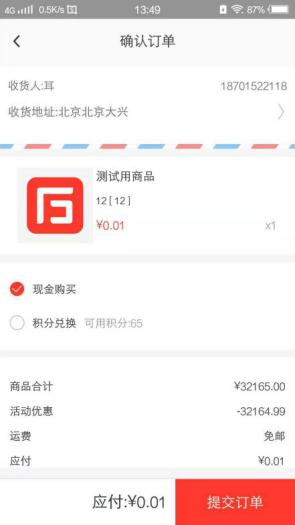 4G 0.5K/s 13:49 87%
确认订单
收货人:耳 18701522118
收货地址:北京北京大兴
测试用商品
12 [ 12 ]
¥0.01 x1
现金购买
积分兑换 可用积分:65
商品合计 ¥32165.00
活动优惠 -32164.99
运费 免邮
应付 ¥0.01
应付:¥0.01 提交订单